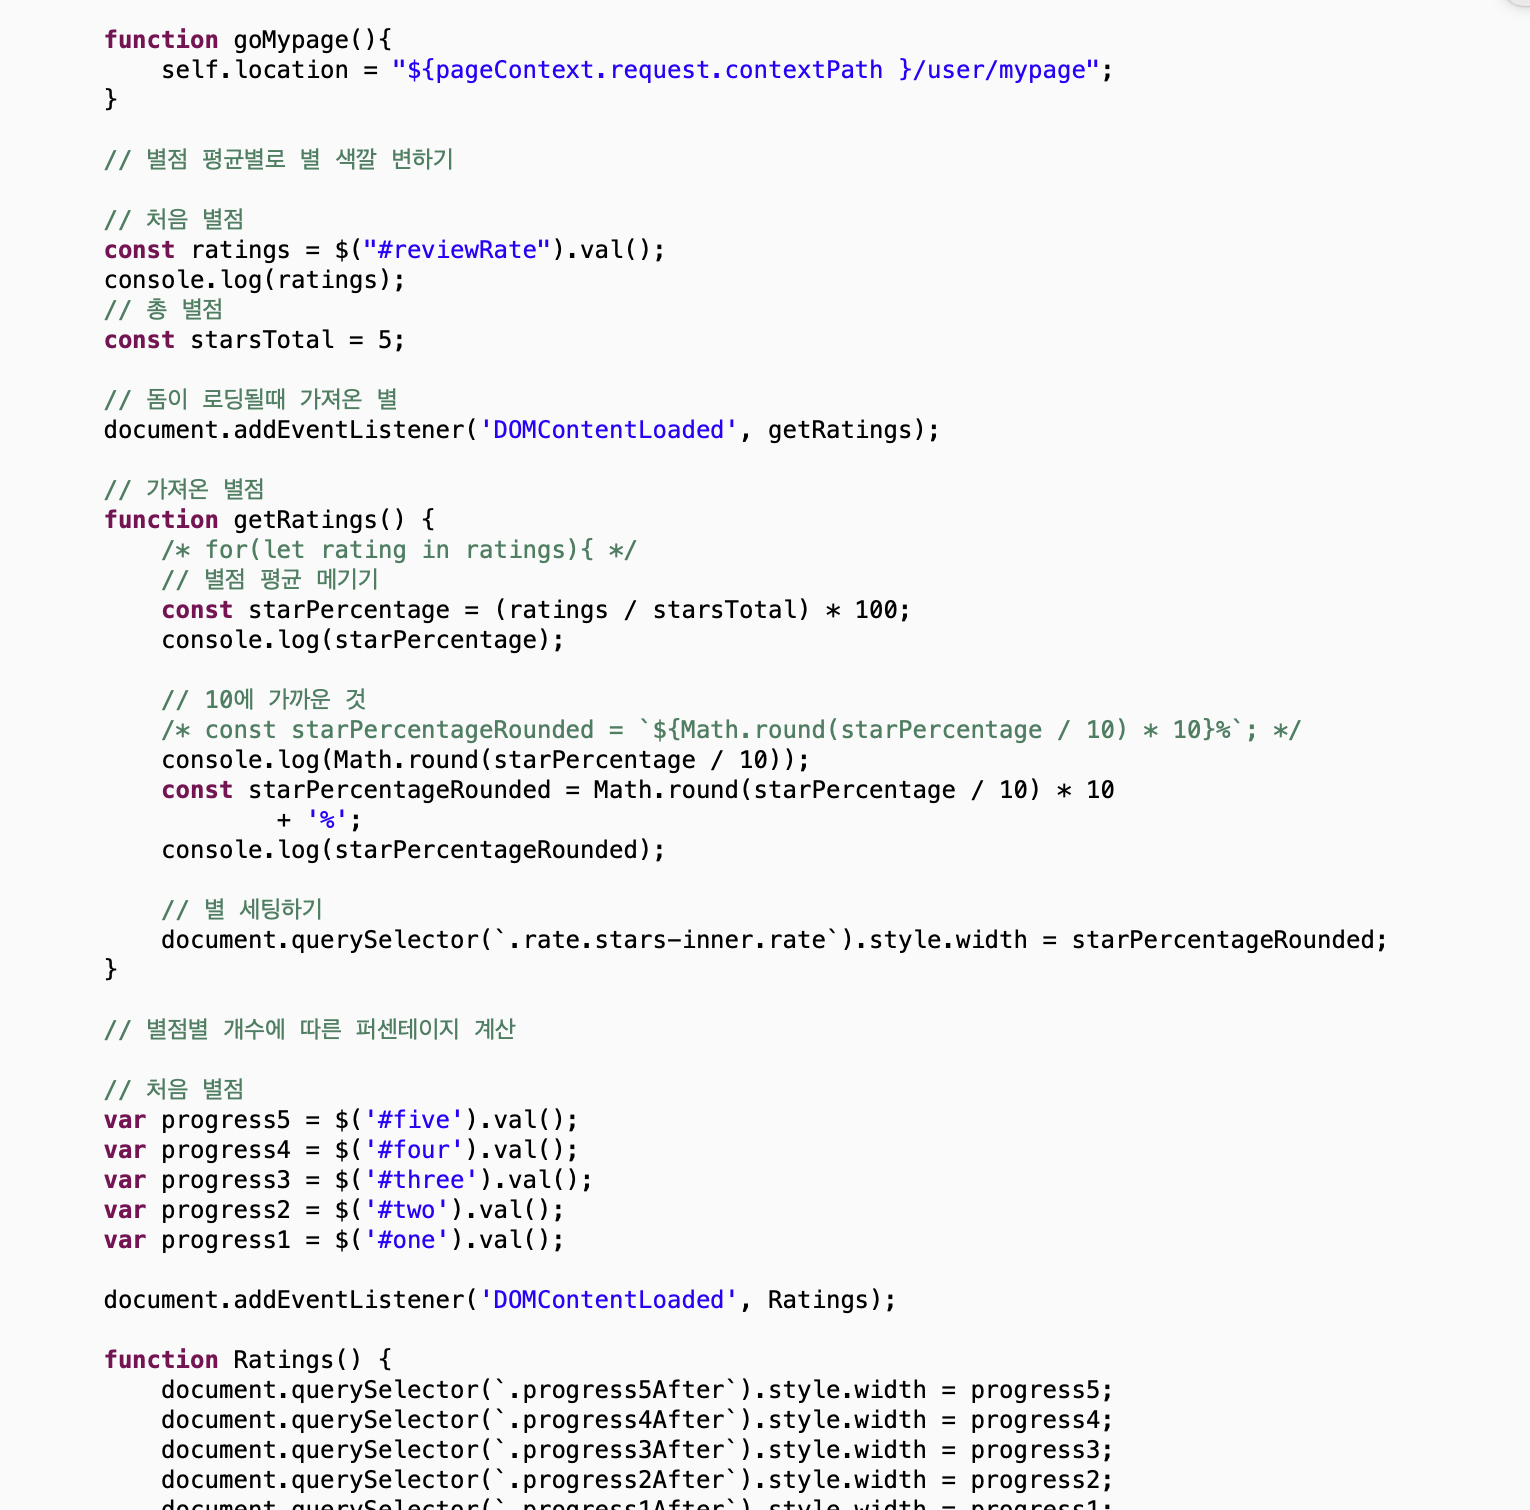 function goMypage(){
    self.location = "${pageContext.request.contextPath }/user/mypage";
}
// 별점 평균별로 별 색깔 변하기
// 처음 별점
const ratings = $("#reviewRate").val();
console.log(ratings);
// 총 별점
const starsTotal = 5;
// 돔이 로딩될때 가져온 별
document.addEventListener('DOMContentLoaded', getRatings);
// 가져온 별점
function getRatings() {
    /* for(let rating in ratings){ */
    // 별점 평균 메기기
    const starPercentage = (ratings / starsTotal) * 100;
    console.log(starPercentage);
    // 10에 가까운 것
    /* const starPercentageRounded = `${Math.round(starPercentage / 10) * 10}%`; */
    console.log(Math.round(starPercentage / 10));
    const starPercentageRounded = Math.round(starPercentage / 10) * 10
            + '%';
    console.log(starPercentageRounded);
    // 별 세팅하기
    document.querySelector(`.rate.stars-inner.rate`).style.width = starPercentageRounded;
}
// 별점별 개수에 따른 퍼센테이지 계산
// 처음 별점
var progress5 = $('#five').val();
var progress4 = $('#four').val();
var progress3 = $('#three').val();
var progress2 = $('#two').val();
var progress1 = $('#one').val();
document.addEventListener('DOMContentLoaded', Ratings);
function Ratings() {
    document.querySelector(`.progress5After`).style.width = progress5;
    document.querySelector(`.progress4After`).style.width = progress4;
    document.querySelector(`.progress3After`).style.width = progress3;
    document.querySelector(`.progress2After`).style.width = progress2;
    document.querySelector(`.progress1After`).style.width = progress1;